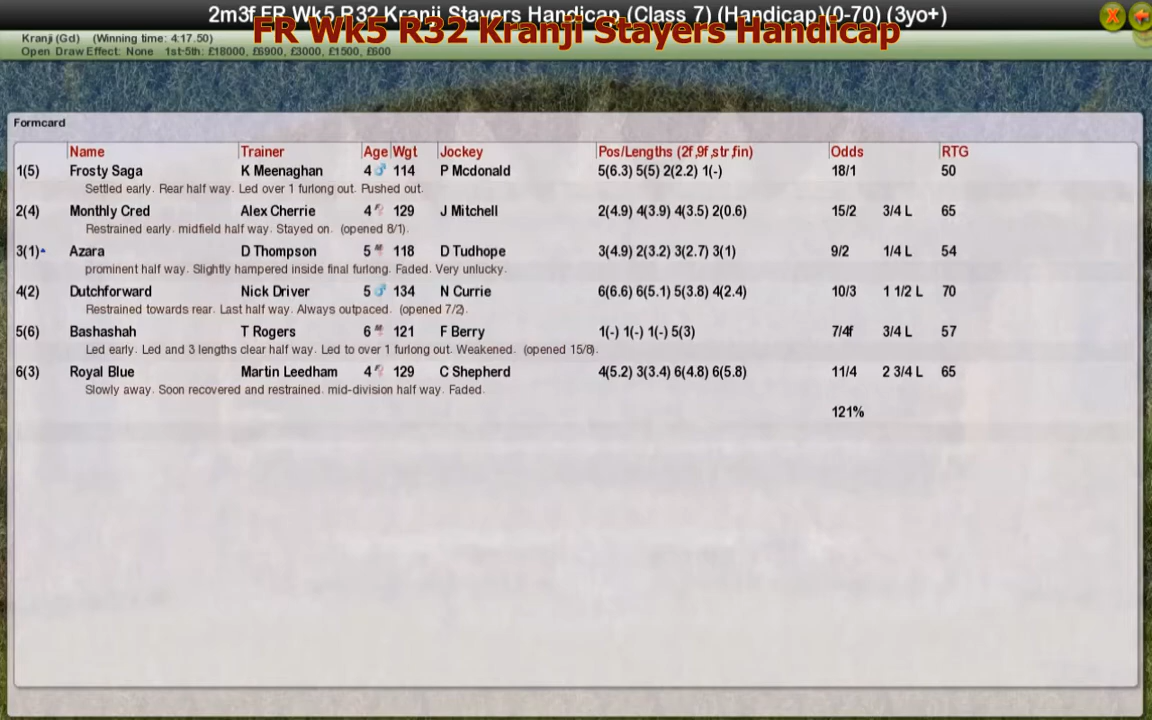 2m3f FR Wk5 R32 Kranji Stayers Handicap (Class 7) (Handicap)(0-70) (3yo+)
FR Wk5 R32 Kranji Stayers Handicap
Kranji (Gd) (Winning time: 4:17.50)
Open Draw Effect: None 1st-5th: £18000, £6900, £3000, £1500, £600
Formcard
Name Trainer Age Wgt Jockey Pos/Lengths (2f,9f,str,fin) Odds RTG
1(5) Frosty Saga K Meenaghan 4 114 P Mcdonald 5(6.3) 5(5) 2(2.2) 1(-) 18/1 50
Settled early. Rear half way. Led over 1 furlong out. Pushed out.
2(4) Monthly Cred Alex Cherrie 4 129 J Mitchell 2(4.9) 4(3.9) 4(3.5) 2(0.6) 15/2 3/4 L 65
Restrained early. midfield half way. Stayed on. (opened 8/1).
3(1) Azara D Thompson 5 118 D Tudhope 3(4.9) 2(3.2) 3(2.7) 3(1) 9/2 1/4 L 54
prominent half way. Slightly hampered inside final furlong. Faded. Very unlucky.
4(2) Dutchforward Nick Driver 5 134 N Currie 6(6.6) 6(5.1) 5(3.8) 4(2.4) 10/3 1 1/2 L 70
Restrained towards rear. Last half way. Always outpaced. (opened 7/2).
5(6) Bashashah T Rogers 6 121 F Berry 1(-) 1(-) 1(-) 5(3) 7/4f 3/4 L 57
Led early. Led and 3 lengths clear half way. Led to over 1 furlong out. Weakened. (opened 15/8).
6(3) Royal Blue Martin Leedham 4 129 C Shepherd 4(5.2) 3(3.4) 6(4.8) 6(5.8) 11/4 2 3/4 L 65
Slowly away. Soon recovered and restrained. mid-division half way. Faded.
121%